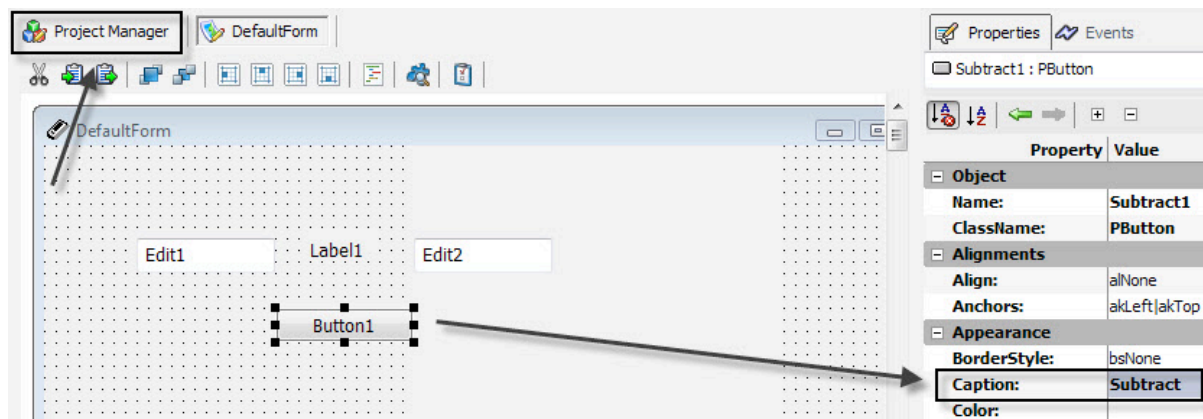 Project Manager
DefaultForm
DefaultForm
Edit1
Label1
Edit2
Button1
Properties
Events
Subtract1 : PButton
Property Value
Object
Name: Subtract1
ClassName: PButton
Alignments
Align: alNone
Anchors: akLeft|akTop
Appearance
BorderStyle: bsNone
Caption: Subtract
Color: